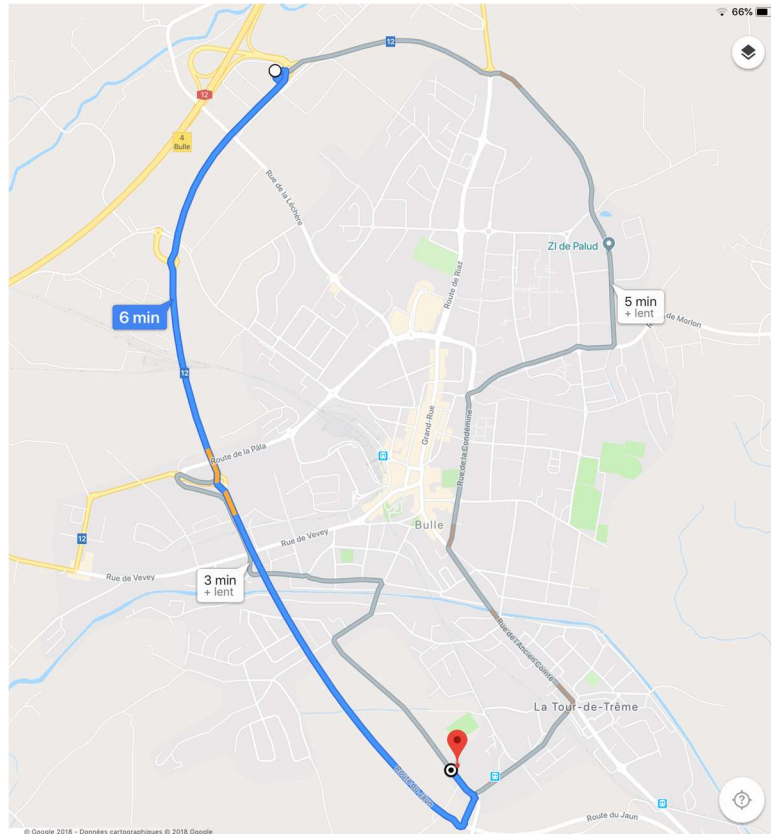 66%
12
12
4
Bulle
Rue de la Léchère
Route de Riaz
ZI de Palud
5 min
+ lent
de Morlon
6 min
12
Grand-Rue
Rue de la Condémine
Route de la Pâla
Bulle
12
Rue de Vevey
Rue de Vevey
3 min
+ lent
Rue de l'Ancien Comté
La Tour-de-Trême
Route du Jaun
© Google 2018 - Données cartographiques © 2018 Google